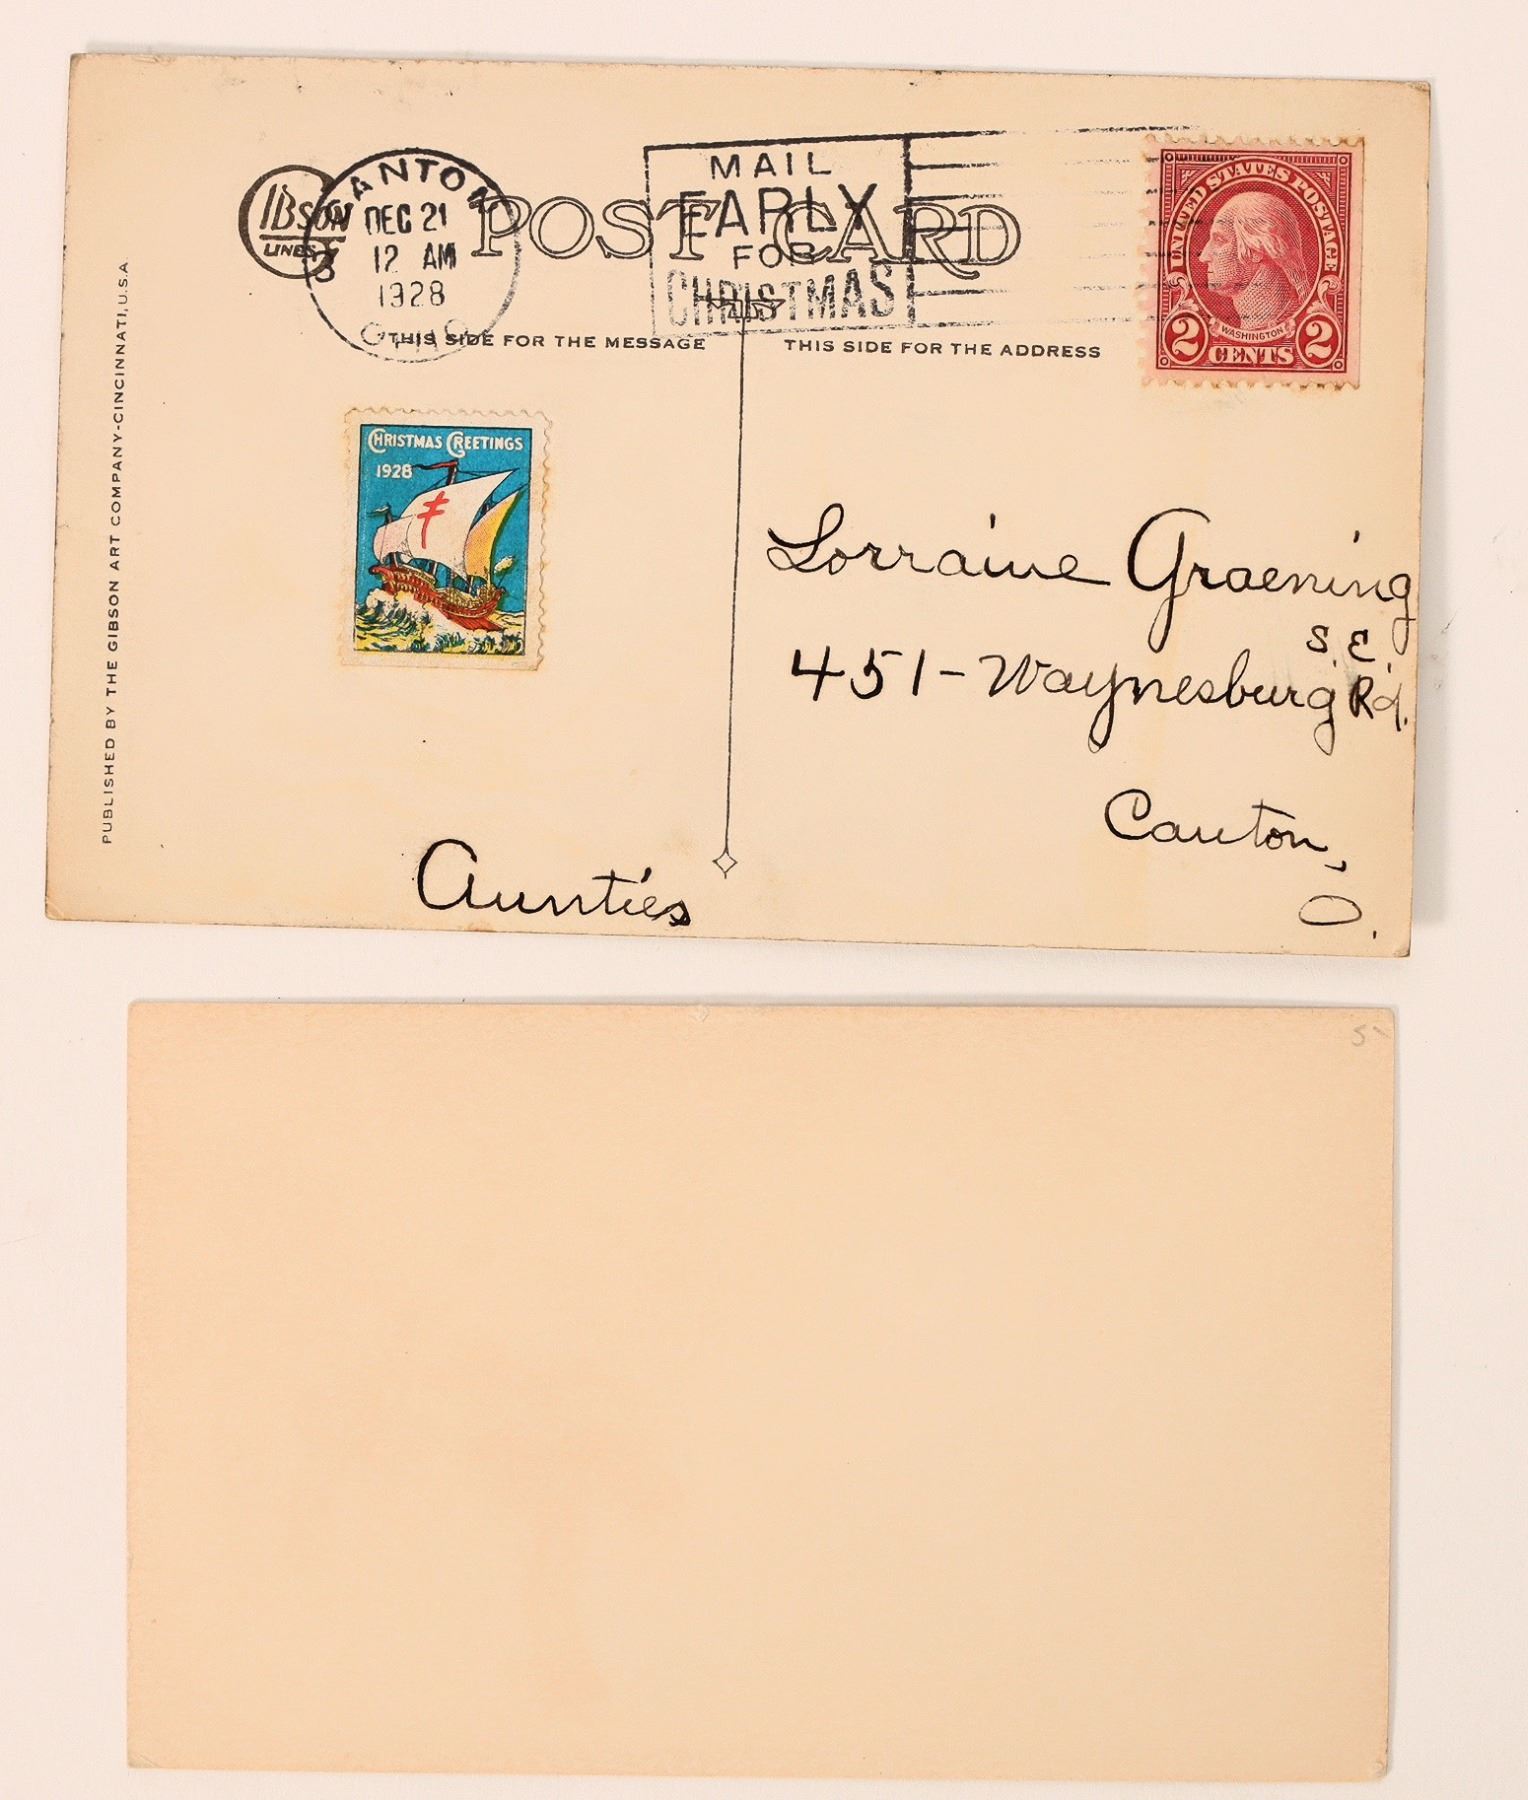 GIBSON
LINES
POST CARD
CANTON
DEC 21
12 AM
1928
OHIO
3
MAIL
EARLY
FOR
CHRISTMAS
UNITED STATES POSTAGE
WASHINGTON
2 CENTS 2
THIS SIDE FOR THE MESSAGE
THIS SIDE FOR THE ADDRESS
PUBLISHED BY THE GIBSON ART COMPANY-CINCINNATI, U.S.A
CHRISTMAS GREETINGS
1928
Aunties
Lorraine Groening
S.E.
451-Waynesburg Rd.
Canton,
O.
5